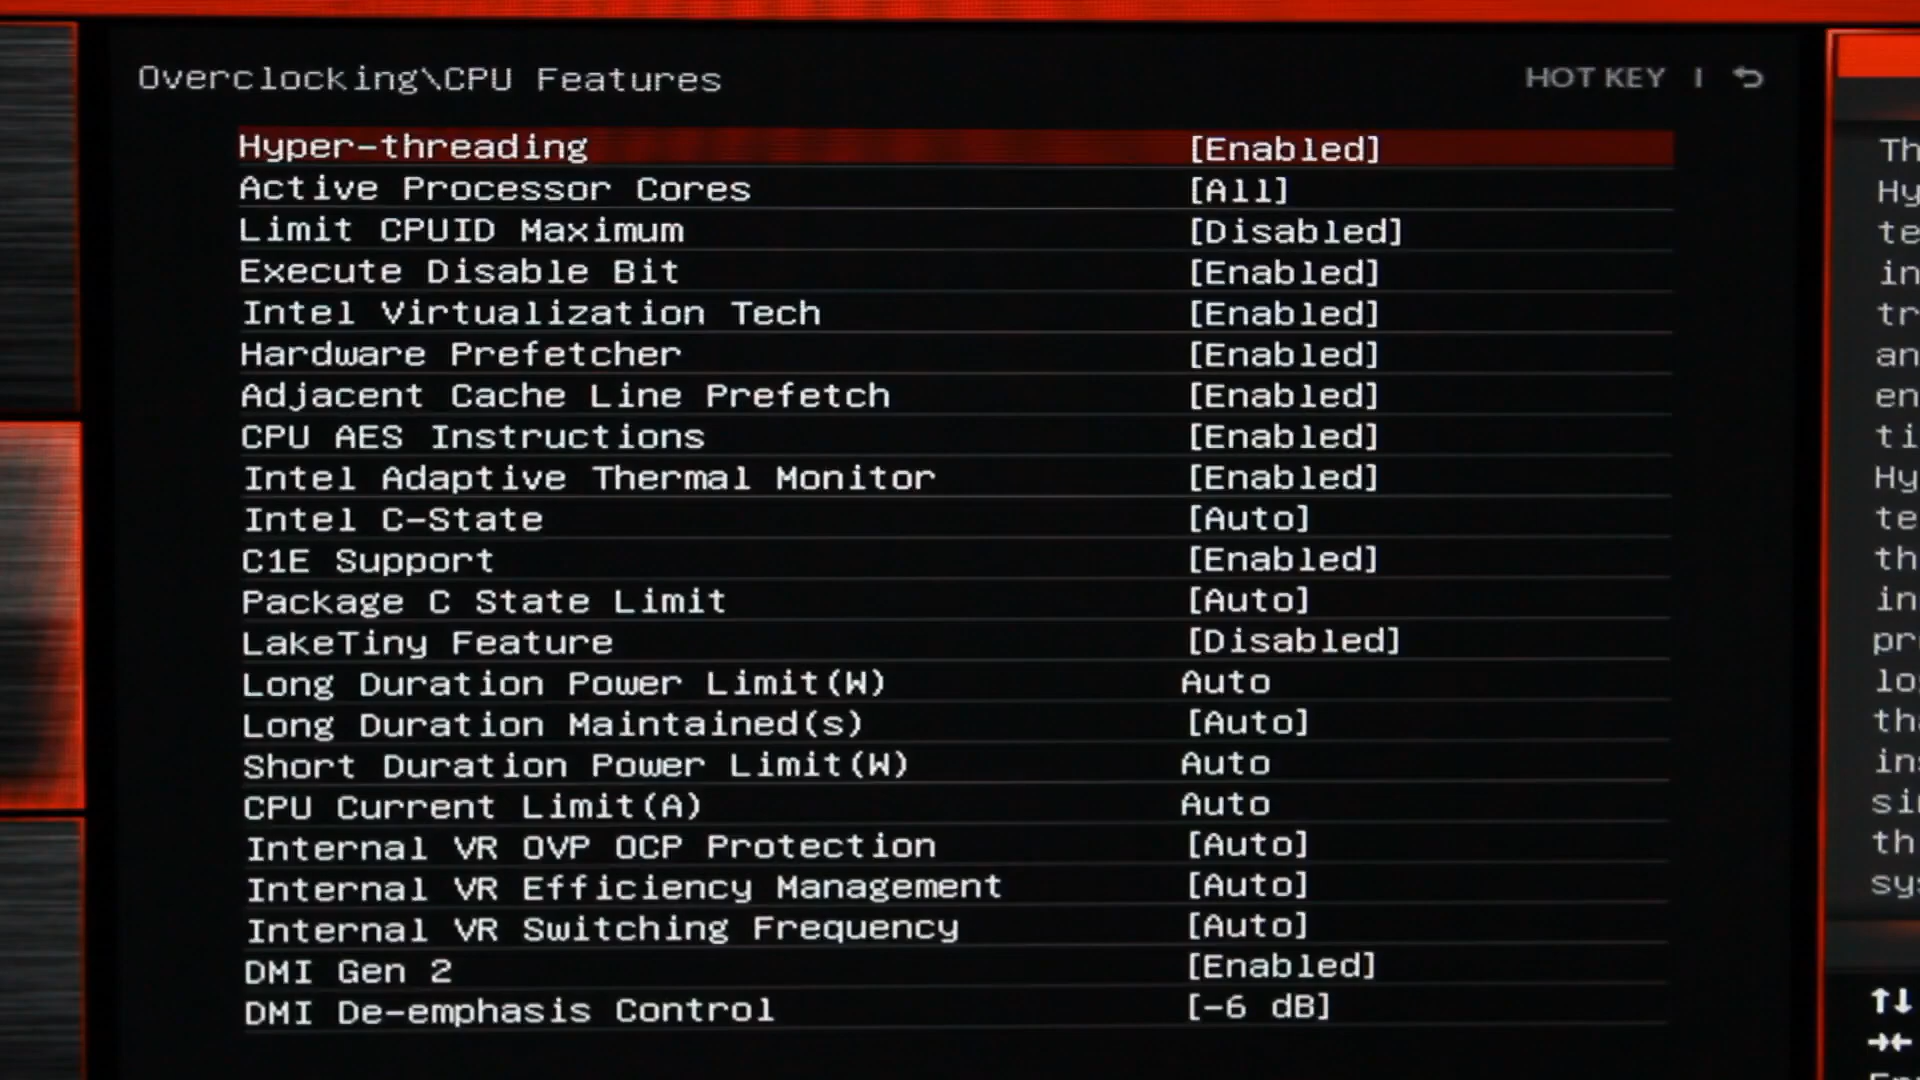 Overclocking\CPU Features HOT KEY
Hyper-threading [Enabled]
Active Processor Cores [All]
Limit CPUID Maximum [Disabled]
Execute Disable Bit [Enabled]
Intel Virtualization Tech [Enabled]
Hardware Prefetcher [Enabled]
Adjacent Cache Line Prefetch [Enabled]
CPU AES Instructions [Enabled]
Intel Adaptive Thermal Monitor [Enabled]
Intel C-State [Auto]
C1E Support [Enabled]
Package C State Limit [Auto]
LakeTiny Feature [Disabled]
Long Duration Power Limit(W) Auto
Long Duration Maintained(s) [Auto]
Short Duration Power Limit(W) Auto
CPU Current Limit(A) Auto
Internal VR OVP OCP Protection [Auto]
Internal VR Efficiency Management [Auto]
Internal VR Switching Frequency [Auto]
DMI Gen 2 [Enabled]
DMI De-emphasis Control [-6 dB]